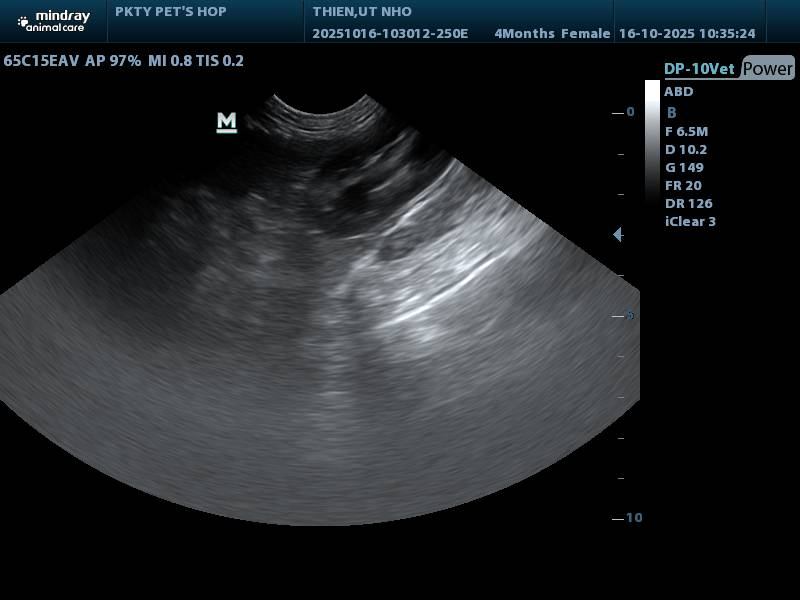 mindray
animal care
PKTY PET'S HOP
THIEN,UT NHO
20251016-103012-250E
4Months Female
16-10-2025 10:35:24
65C15EAV AP 97% MI 0.8 TIS 0.2
DP-10Vet
Power
M
ABD
B
F 6.5M
D 10.2
G 149
FR 20
DR 126
iClear 3
0
5
10